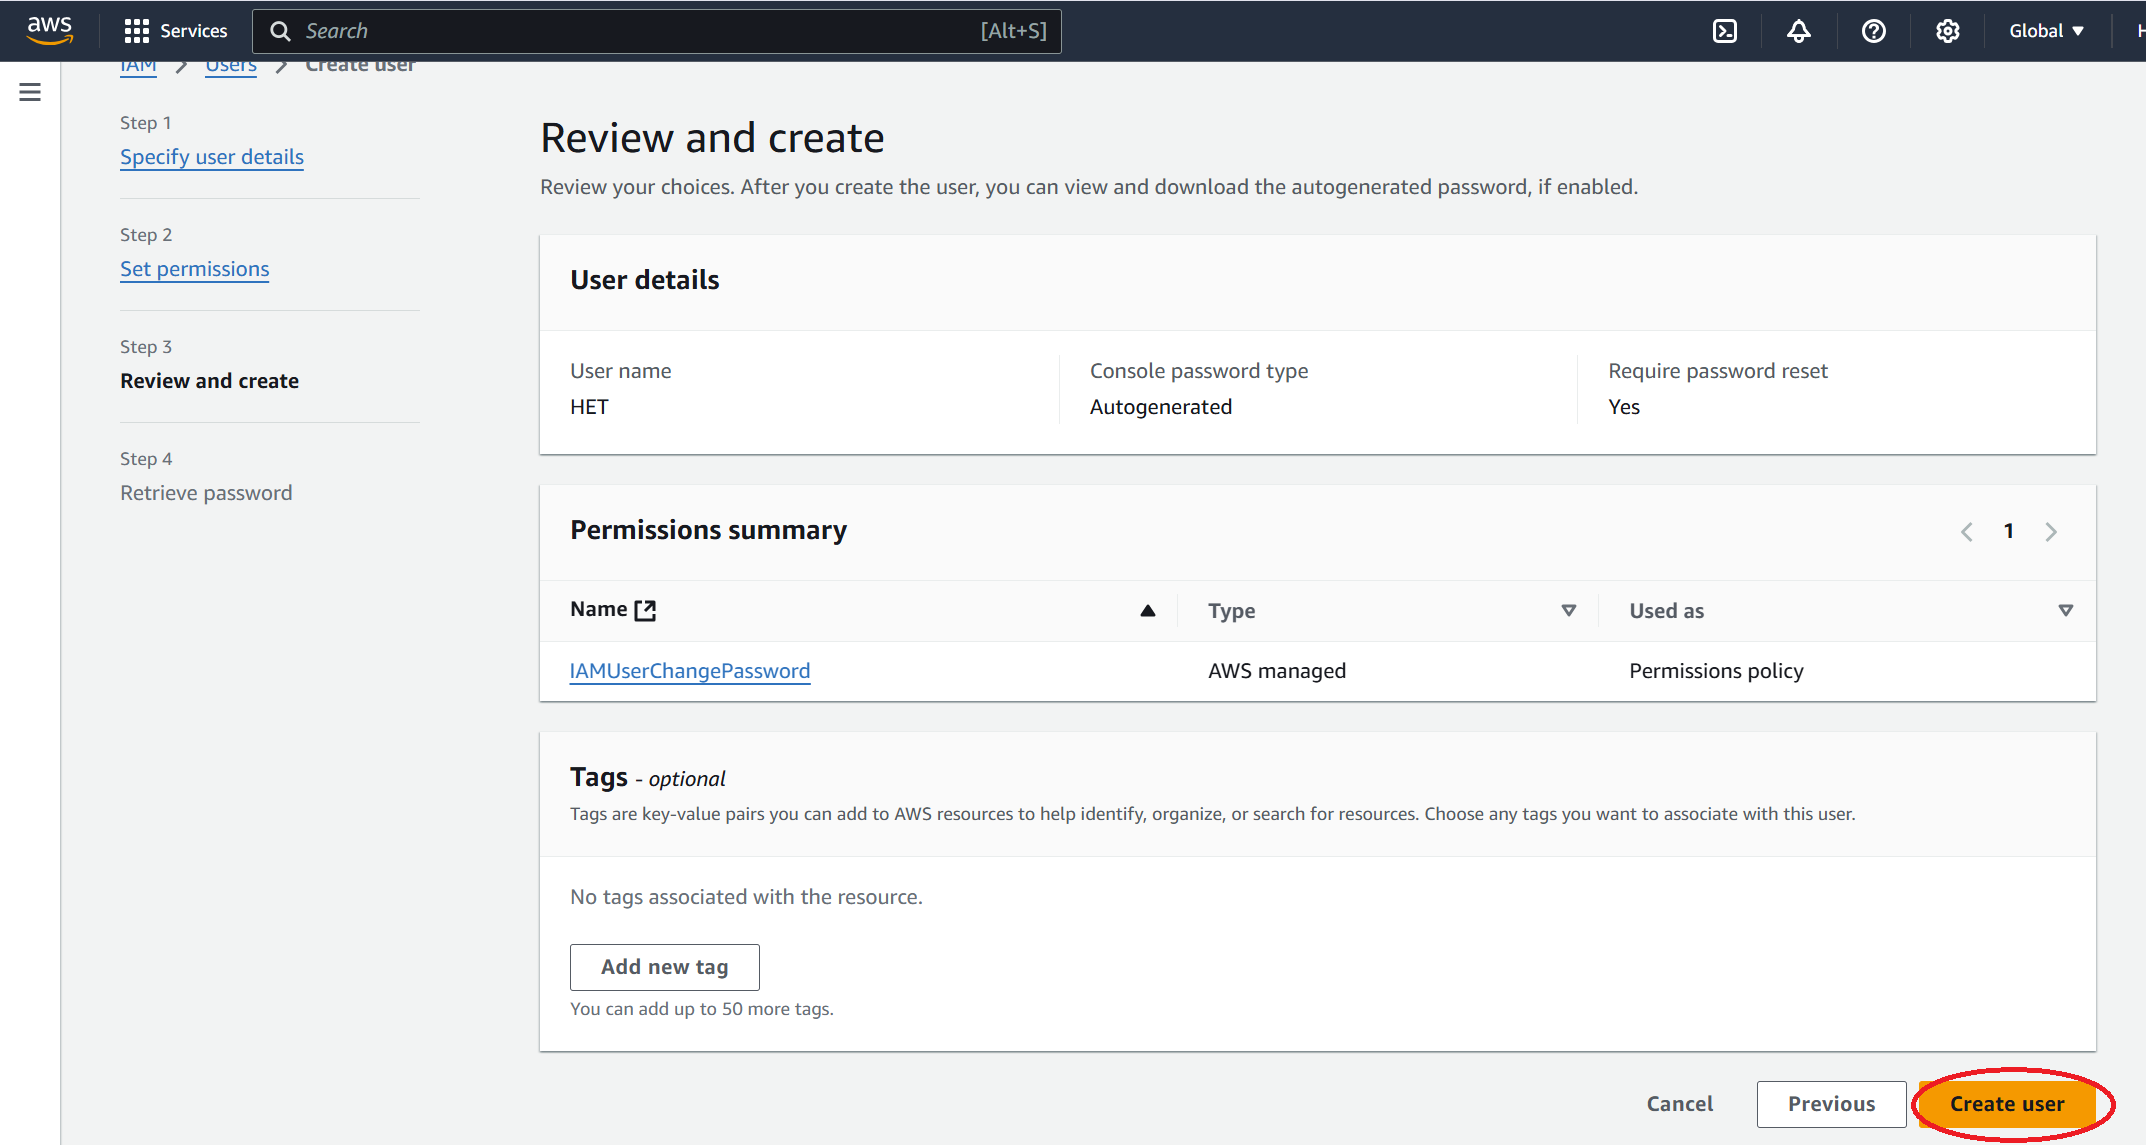 aws
Services
Search [Alt+S]
Global
IAM Users Create user
Step 1
Specify user details
Step 2
Set permissions
Step 3
Review and create
Step 4
Retrieve password
Review and create
Review your choices. After you create the user, you can view and download the autogenerated password, if enabled.
User details
User name Console password type Require password reset
HET Autogenerated Yes
Permissions summary 1
Name Type Used as
IAMUserChangePassword AWS managed Permissions policy
Tags - optional
Tags are key-value pairs you can add to AWS resources to help identify, organize, or search for resources. Choose any tags you want to associate with this user.
No tags associated with the resource.
Add new tag
You can add up to 50 more tags.
Cancel Previous Create user